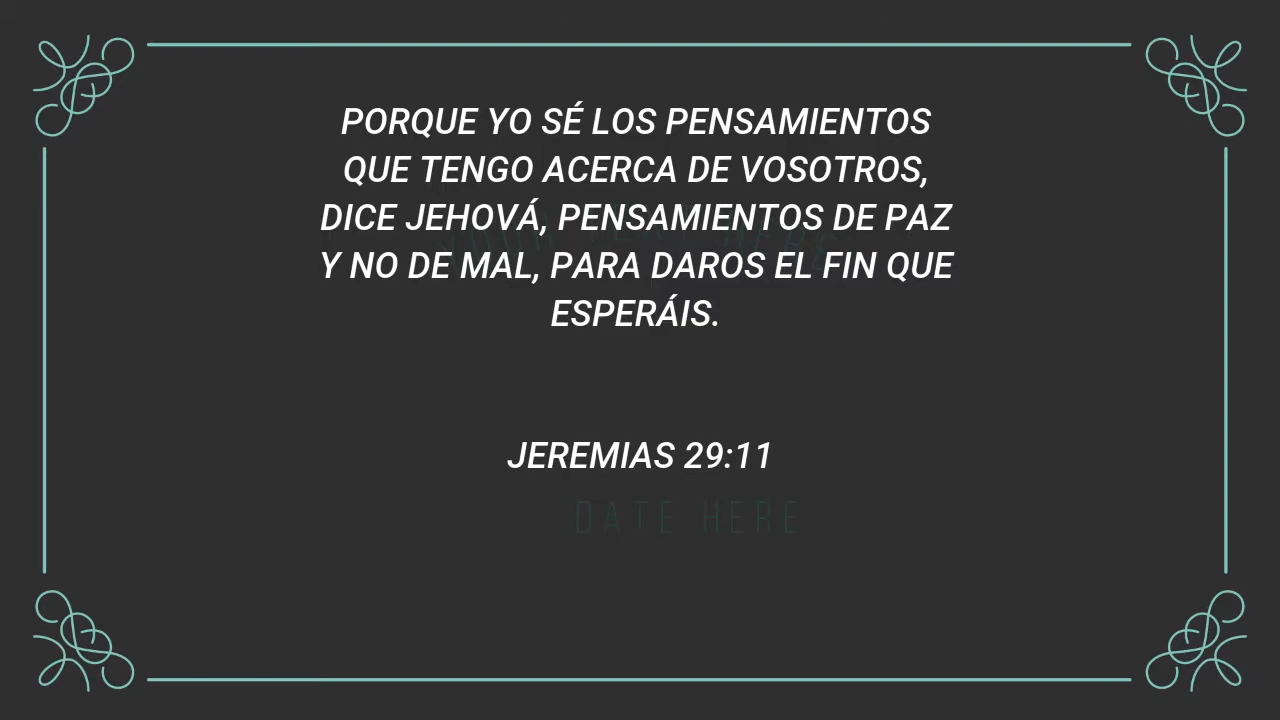 PORQUE YO SÉ LOS PENSAMIENTOS
QUE TENGO ACERCA DE VOSOTROS,
DICE JEHOVÁ, PENSAMIENTOS DE PAZ
Y NO DE MAL, PARA DAROS EL FIN QUE
ESPERÁIS.
JEREMIAS 29:11
DATE HERE